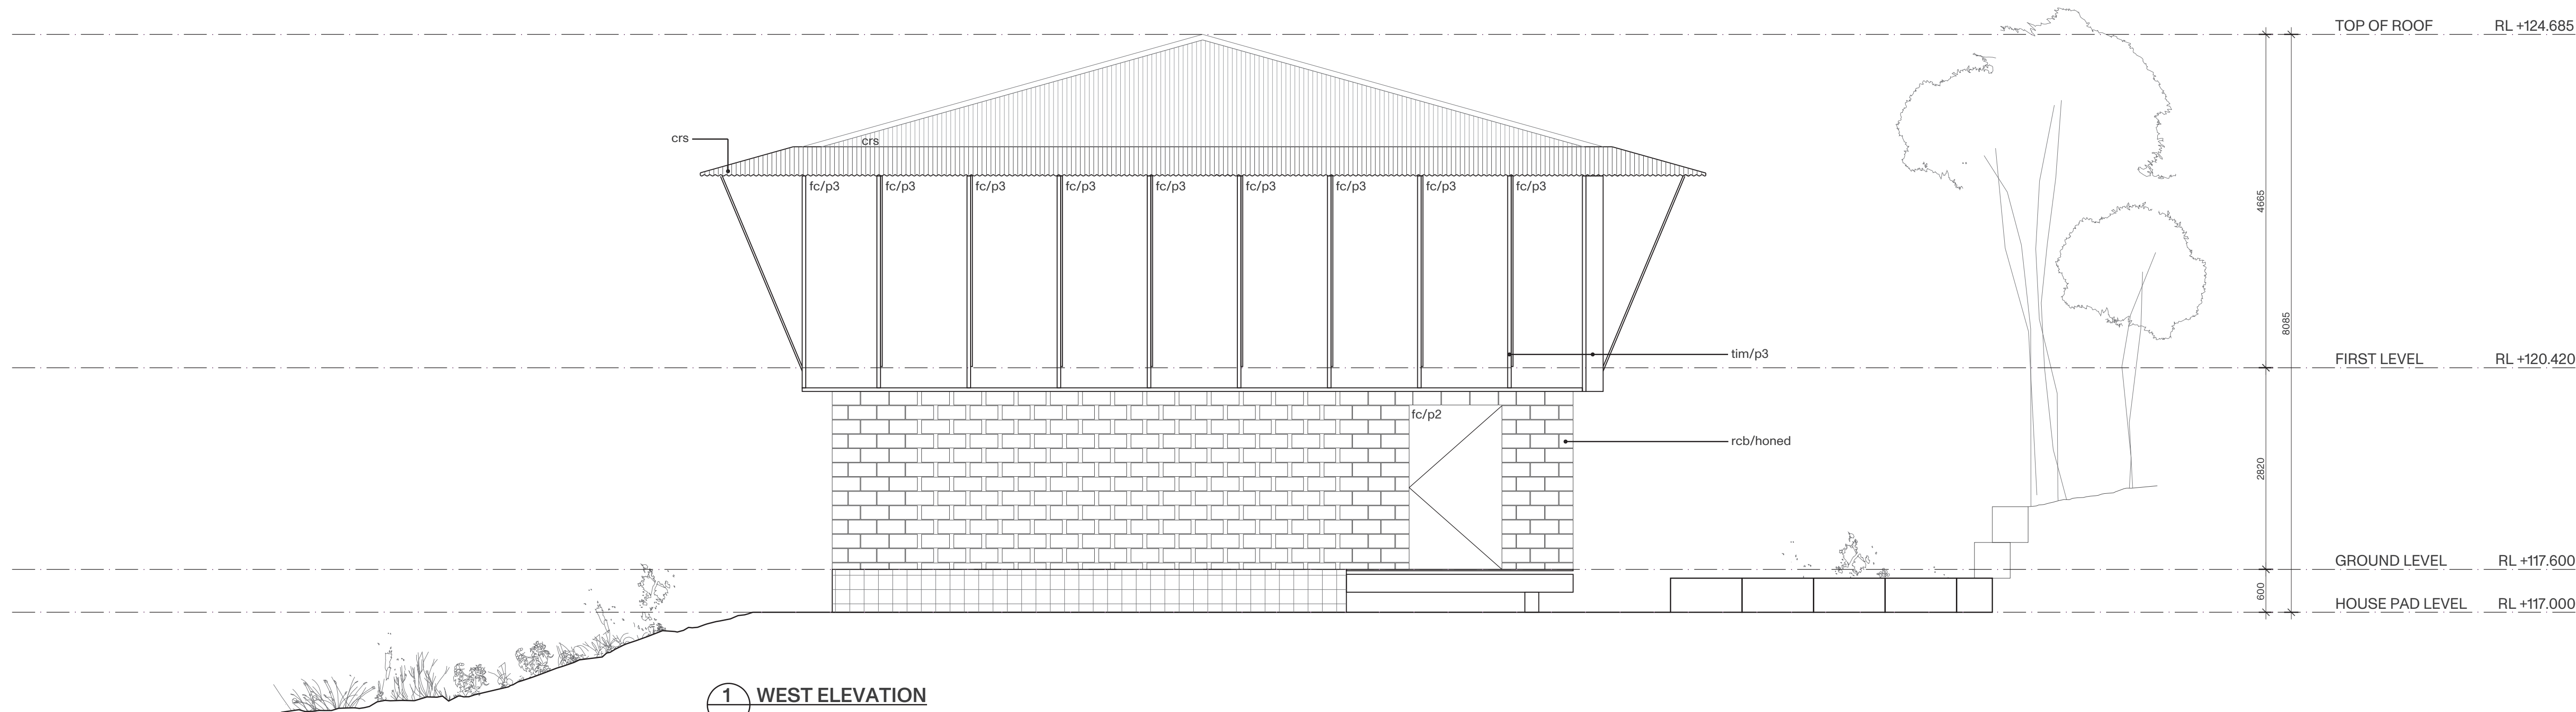 TOP OF ROOF RL +124.685
crs
crs
fc/p3 fc/p3 fc/p3 fc/p3 fc/p3 fc/p3 fc/p3 fc/p3 fc/p3
4665
8085
tim/p3
FIRST LEVEL RL +120.420
fc/p2
rcb/honed
2820
GROUND LEVEL RL +117.600
600
HOUSE PAD LEVEL RL +117.000
1 WEST ELEVATION